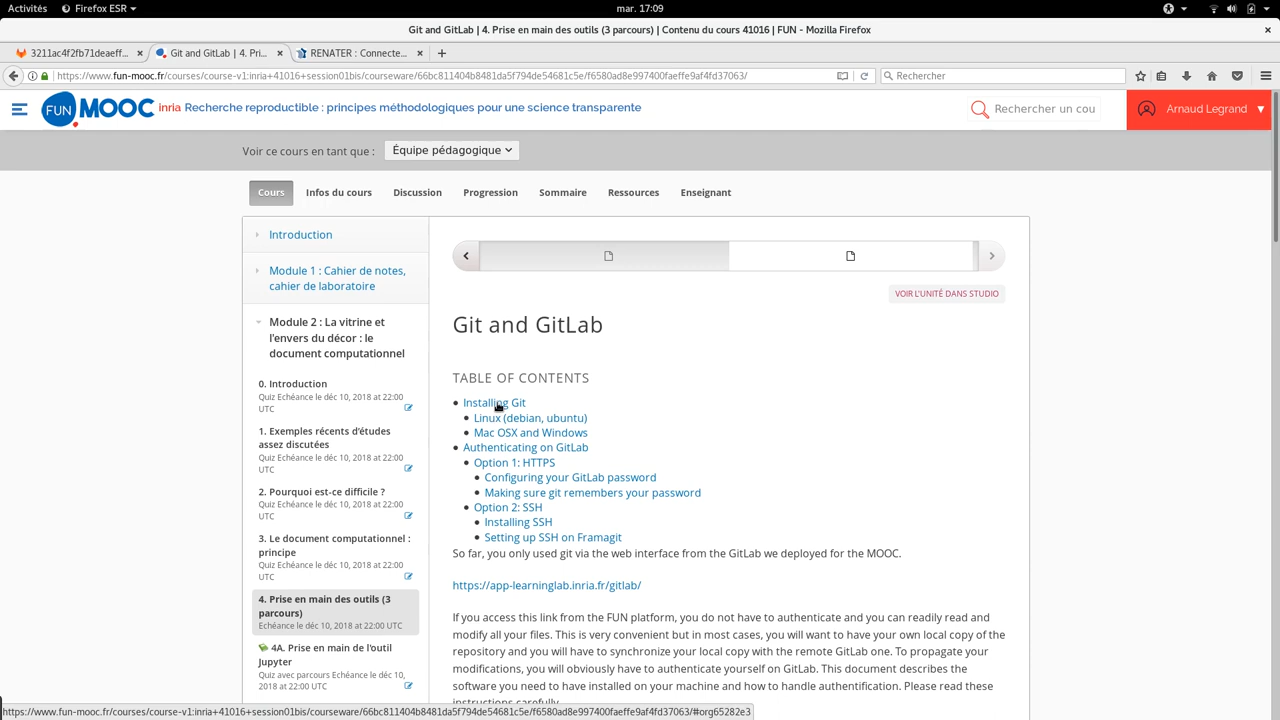 Activités Firefox ESR mar. 17:09
Git and GitLab | 4. Prise en main des outils (3 parcours) | Contenu du cours 41016 | FUN - Mozilla Firefox
3211ac4f2fb71deaeff... × Git and GitLab | 4. Pri... × RENATER : Connecte... × +
https://www.fun-mooc.fr/courses/course-v1:inria+41016+session01bis/courseware/66bc811404b8481da5f794de54681c5e/f6580ad8e997400faeffe9af4fd37063/ Rechercher
FUN MOOC inria Recherche reproductible : principes méthodologiques pour une science transparente Rechercher un cou Arnaud Legrand
Voir ce cours en tant que : Équipe pédagogique
Cours Infos du cours Discussion Progression Sommaire Ressources Enseignant
Introduction
Module 1 : Cahier de notes,
cahier de laboratoire
Module 2 : La vitrine et
l'envers du décor : le
document computationnel
0. Introduction
Quiz Echéance le déc 10, 2018 at 22:00
UTC
1. Exemples récents d'études
assez discutées
Quiz Echéance le déc 10, 2018 at 22:00
UTC
2. Pourquoi est-ce difficile ?
Quiz Echéance le déc 10, 2018 at 22:00
UTC
3. Le document computationnel :
principe
Quiz Echéance le déc 10, 2018 at 22:00
UTC
4. Prise en main des outils (3
parcours)
Echéance le déc 10, 2018 at 22:00 UTC
4A. Prise en main de l'outil
Jupyter
Quiz avec parcours Echéance le déc 10,
2018 at 22:00 UTC
VOIR L'UNITÉ DANS STUDIO
Git and GitLab
TABLE OF CONTENTS
• Installing Git
• Linux (debian, ubuntu)
• Mac OSX and Windows
• Authenticating on GitLab
• Option 1: HTTPS
• Configuring your GitLab password
• Making sure git remembers your password
• Option 2: SSH
• Installing SSH
• Setting up SSH on Framagit
So far, you only used git via the web interface from the GitLab we deployed for the MOOC.
https://app-learninglab.inria.fr/gitlab/
If you access this link from the FUN platform, you do not have to authenticate and you can readily read and
modify all your files. This is very convenient but in most cases, you will want to have your own local copy of the
repository and you will have to synchronize your local copy with the remote GitLab one. To propagate your
modifications, you will obviously have to authenticate yourself on GitLab. This document describes the
software you need to have installed on your machine and how to handle authentification. Please read these
instructions carefully.
https://www.fun-mooc.fr/courses/course-v1:inria+41016+session01bis/courseware/66bc811404b8481da5f794de54681c5e/f6580ad8e997400faeffe9af4fd37063/#org65282e3